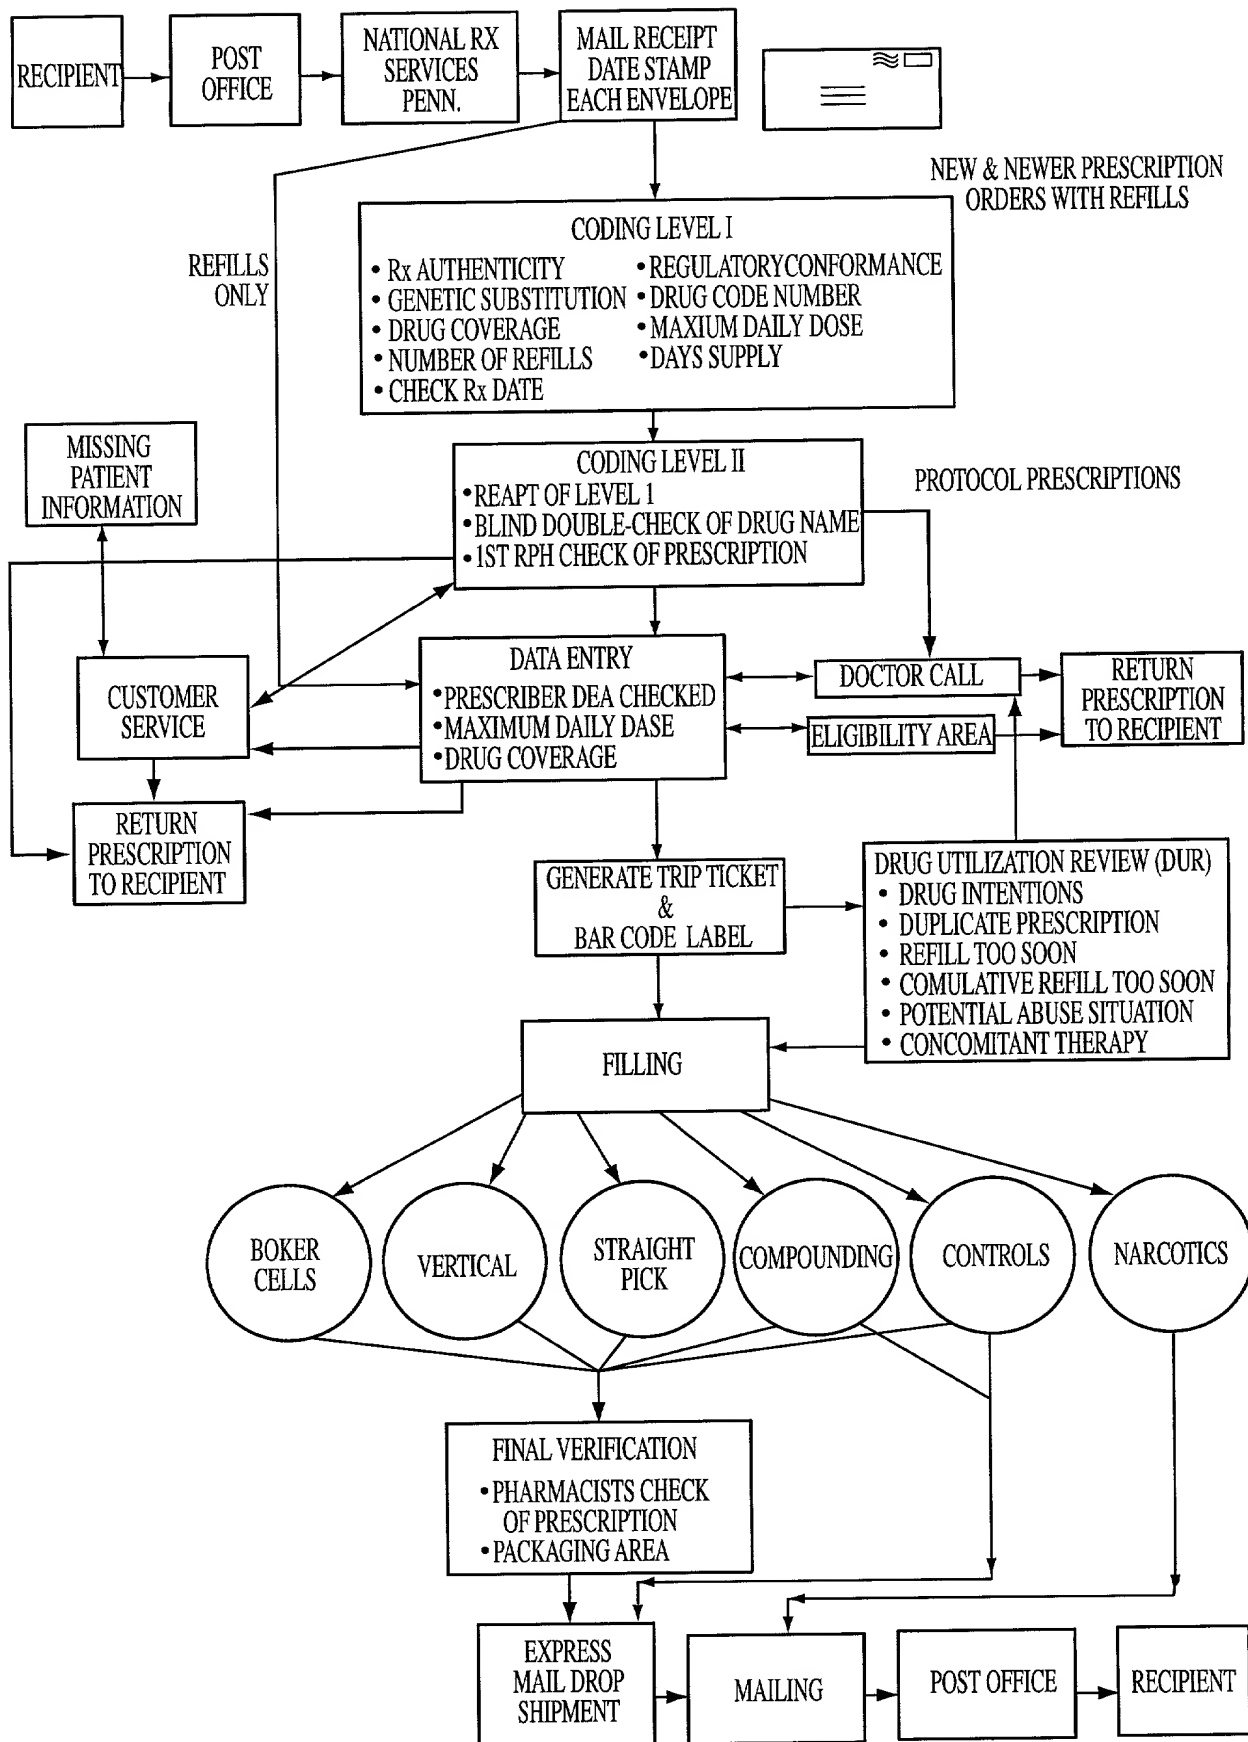 RECIPIENT
POST
OFFICE
NATIONAL RX
SERVICES
PENN.
MAIL RECEIPT
DATE STAMP
EACH ENVELOPE
NEW & NEWER PRESCRIPTION
ORDERS WITH REFILLS
REFILLS
ONLY
CODING LEVEL I
• Rx AUTHENTICITY
• GENETIC SUBSTITUTION
• DRUG COVERAGE
• NUMBER OF REFILLS
• CHECK Rx DATE
• REGULATORY CONFORMANCE
• DRUG CODE NUMBER
• MAXIUM DAILY DOSE
• DAYS SUPPLY
MISSING
PATIENT
INFORMATION
CODING LEVEL II
• REAPT OF LEVEL 1
• BLIND DOUBLE-CHECK OF DRUG NAME
• 1ST RPH CHECK OF PRESCRIPTION
PROTOCOL PRESCRIPTIONS
CUSTOMER
SERVICE
DATA ENTRY
• PRESCRIBER DEA CHECKED
• MAXIMUM DAILY DASE
• DRUG COVERAGE
DOCTOR CALL
ELIGIBILITY AREA
RETURN
PRESCRIPTION
TO RECIPIENT
RETURN
PRESCRIPTION
TO RECIPIENT
GENERATE TRIP TICKET
&
BAR CODE LABEL
DRUG UTILIZATION REVIEW (DUR)
• DRUG INTENTIONS
• DUPLICATE PRESCRIPTION
• REFILL TOO SOON
• COMULATIVE REFILL TOO SOON
• POTENTIAL ABUSE SITUATION
• CONCOMITANT THERAPY
FILLING
BOKER
CELLS
VERTICAL
STRAIGHT
PICK
COMPOUNDING
CONTROLS
NARCOTICS
FINAL VERIFICATION
• PHARMACISTS CHECK
OF PRESCRIPTION
• PACKAGING AREA
EXPRESS
MAIL DROP
SHIPMENT
MAILING
POST OFFICE
RECIPIENT